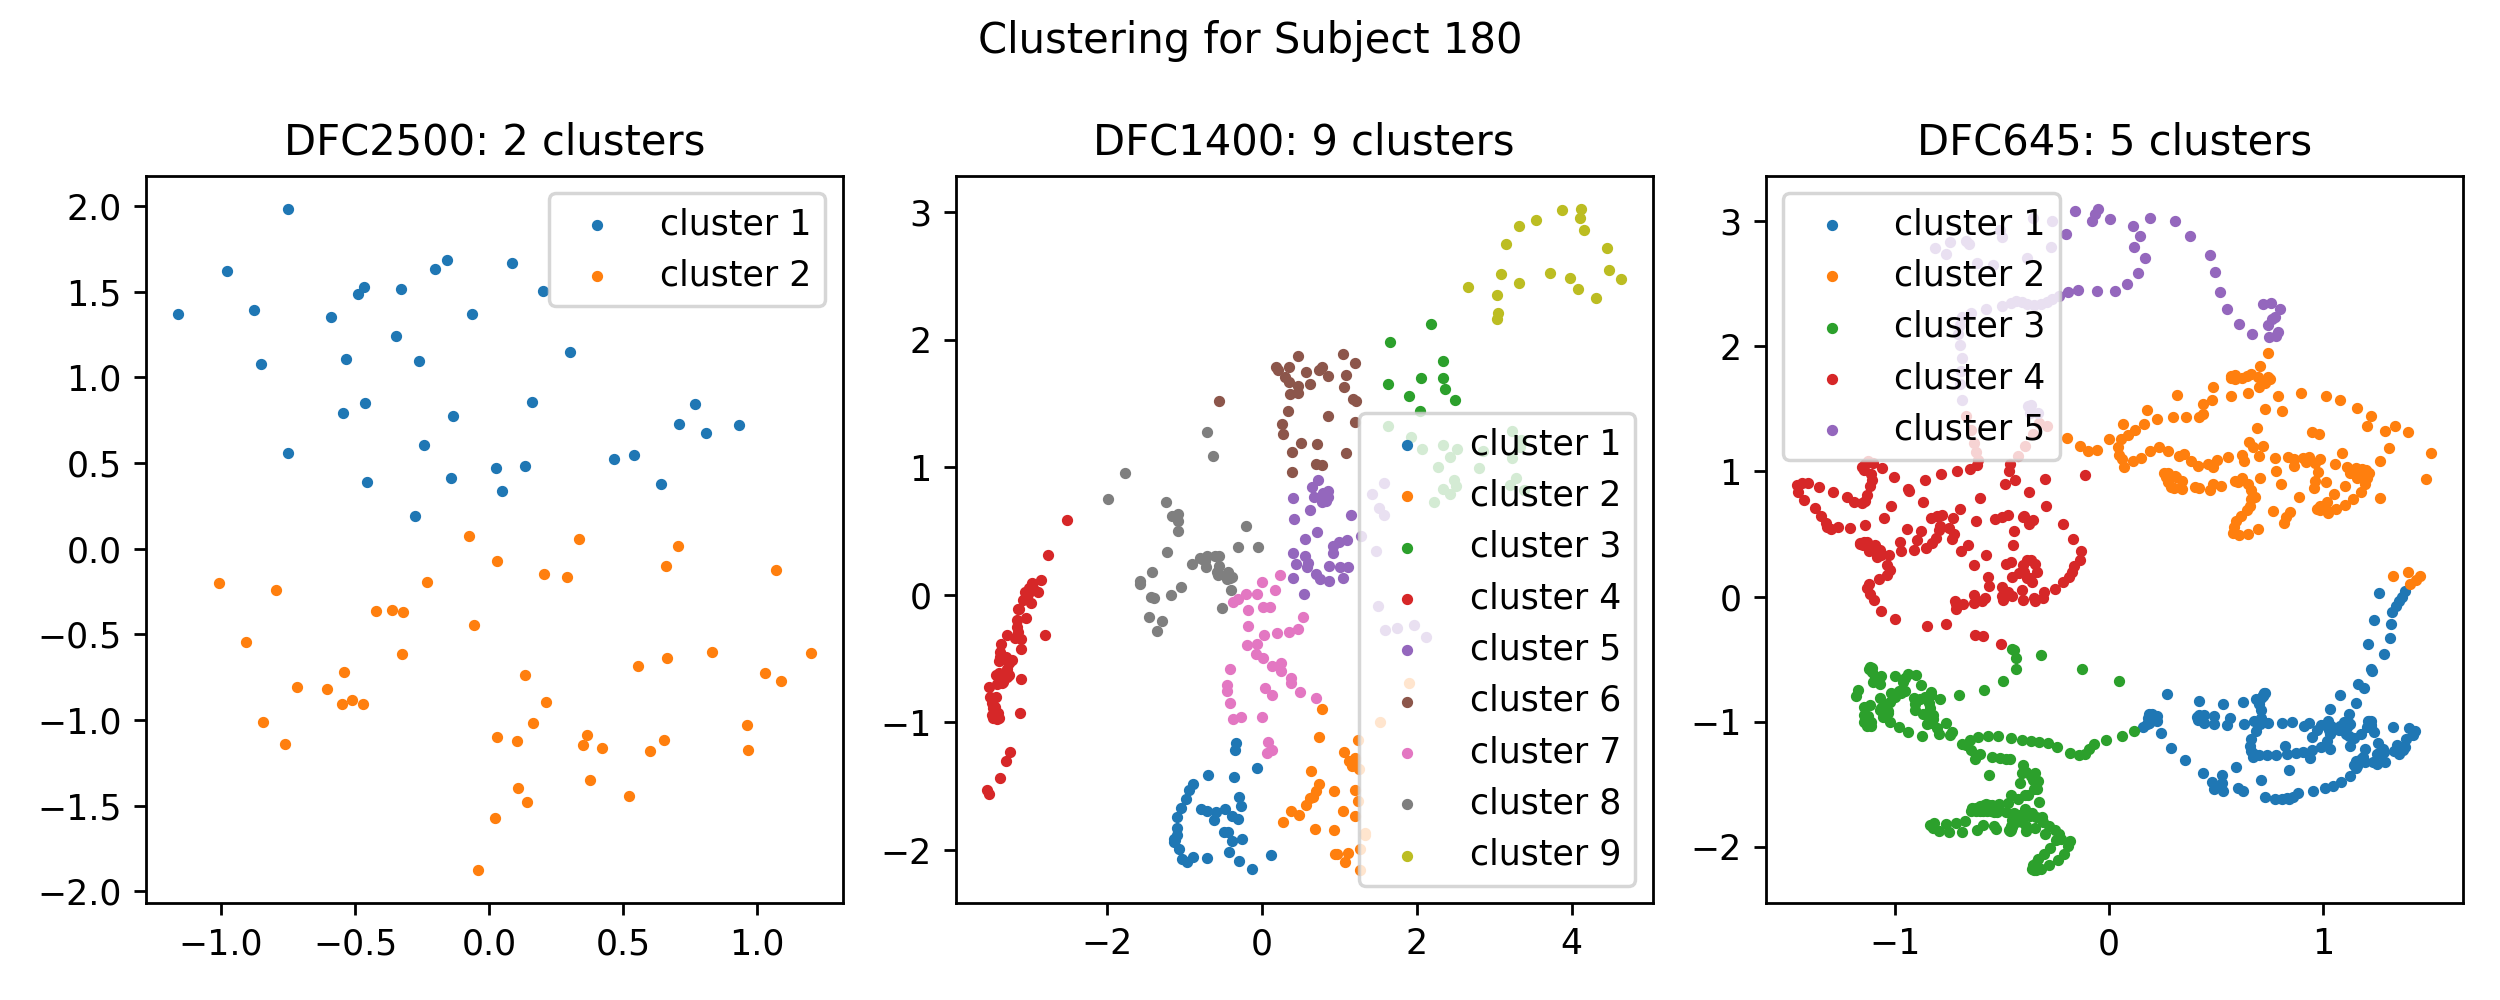 Clustering for Subject 180
DFC2500: 2 clusters
2.0
1.5
1.0
0.5
0.0
−0.5
−1.0
−1.5
−2.0
−1.0
−0.5
0.0
0.5
1.0
cluster 1
cluster 2
DFC1400: 9 clusters
3
2
1
0
−1
−2
−2
0
2
4
cluster 1
cluster 2
cluster 3
cluster 4
cluster 5
cluster 6
cluster 7
cluster 8
cluster 9
DFC645: 5 clusters
3
2
1
0
−1
−2
−1
0
1
cluster 1
cluster 2
cluster 3
cluster 4
cluster 5